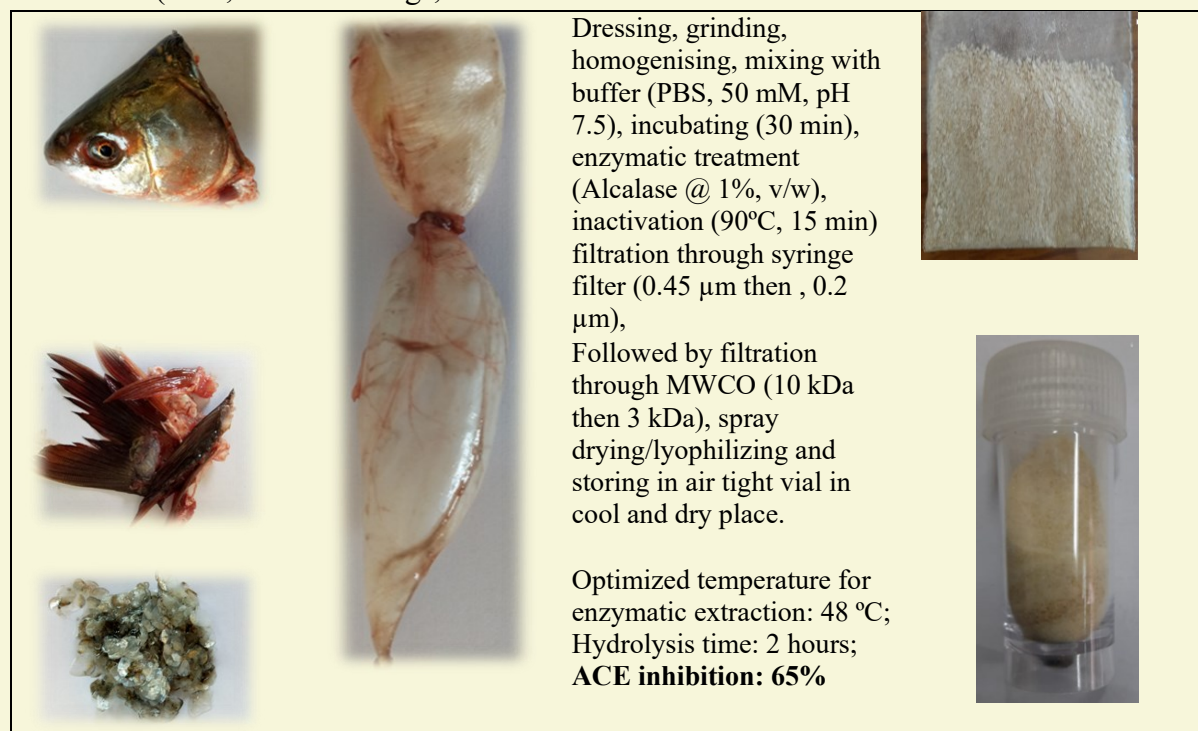 Dressing, grinding,
homogenising, mixing with
buffer (PBS, 50 mM, pH
7.5), incubating (30 min),
enzymatic treatment
(Alcalase @ 1%, v/w),
inactivation (90ºC, 15 min)
filtration through syringe
filter (0.45 µm then , 0.2
µm),
Followed by filtration
through MWCO (10 kDa
then 3 kDa), spray
drying/lyophilizing and
storing in air tight vial in
cool and dry place.
Optimized temperature for
enzymatic extraction: 48 ºC;
Hydrolysis time: 2 hours;
ACE inhibition: 65%